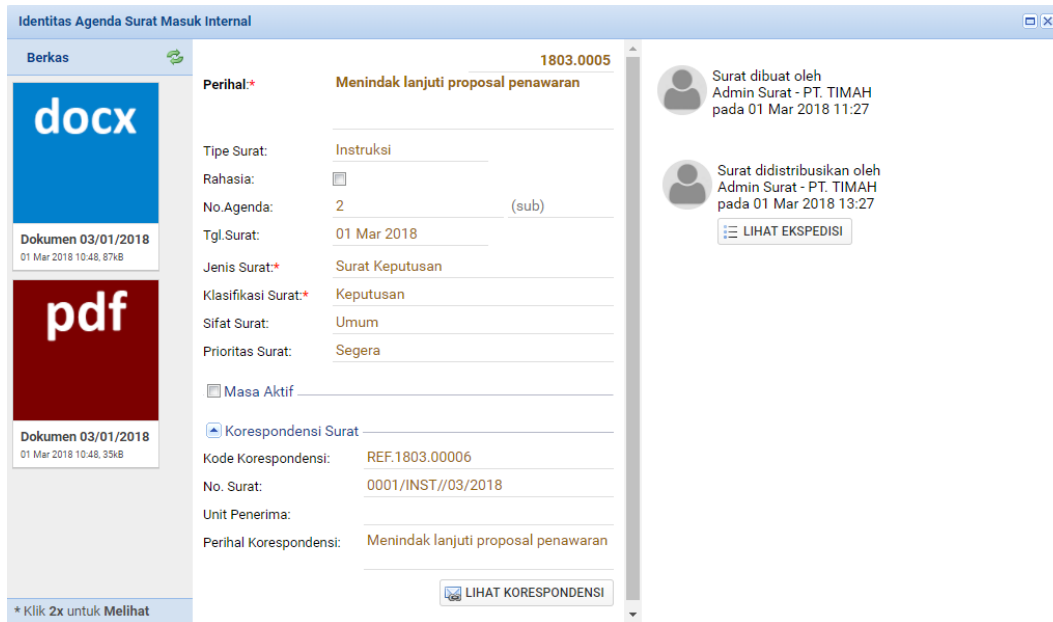 Identitas Agenda Surat Masuk Internal
Berkas
docx
Dokumen 03/01/2018
01 Mar 2018 10:48, 87kB
pdf
Dokumen 03/01/2018
01 Mar 2018 10:48, 35kB
* Klik 2x untuk Melihat
1803.0005
Perihal:* Menindak lanjuti proposal penawaran
Tipe Surat: Instruksi
Rahasia:
No.Agenda: 2 (sub)
Tgl.Surat: 01 Mar 2018
Jenis Surat:* Surat Keputusan
Klasifikasi Surat:* Keputusan
Sifat Surat: Umum
Prioritas Surat: Segera
Masa Aktif
Korespondensi Surat
Kode Korespondensi: REF.1803.00006
No. Surat: 0001/INST//03/2018
Unit Penerima:
Perihal Korespondensi: Menindak lanjuti proposal penawaran
LIHAT KORESPONDENSI
Surat dibuat oleh
Admin Surat - PT. TIMAH
pada 01 Mar 2018 11:27
Surat didistribusikan oleh
Admin Surat - PT. TIMAH
pada 01 Mar 2018 13:27
LIHAT EKSPEDISI